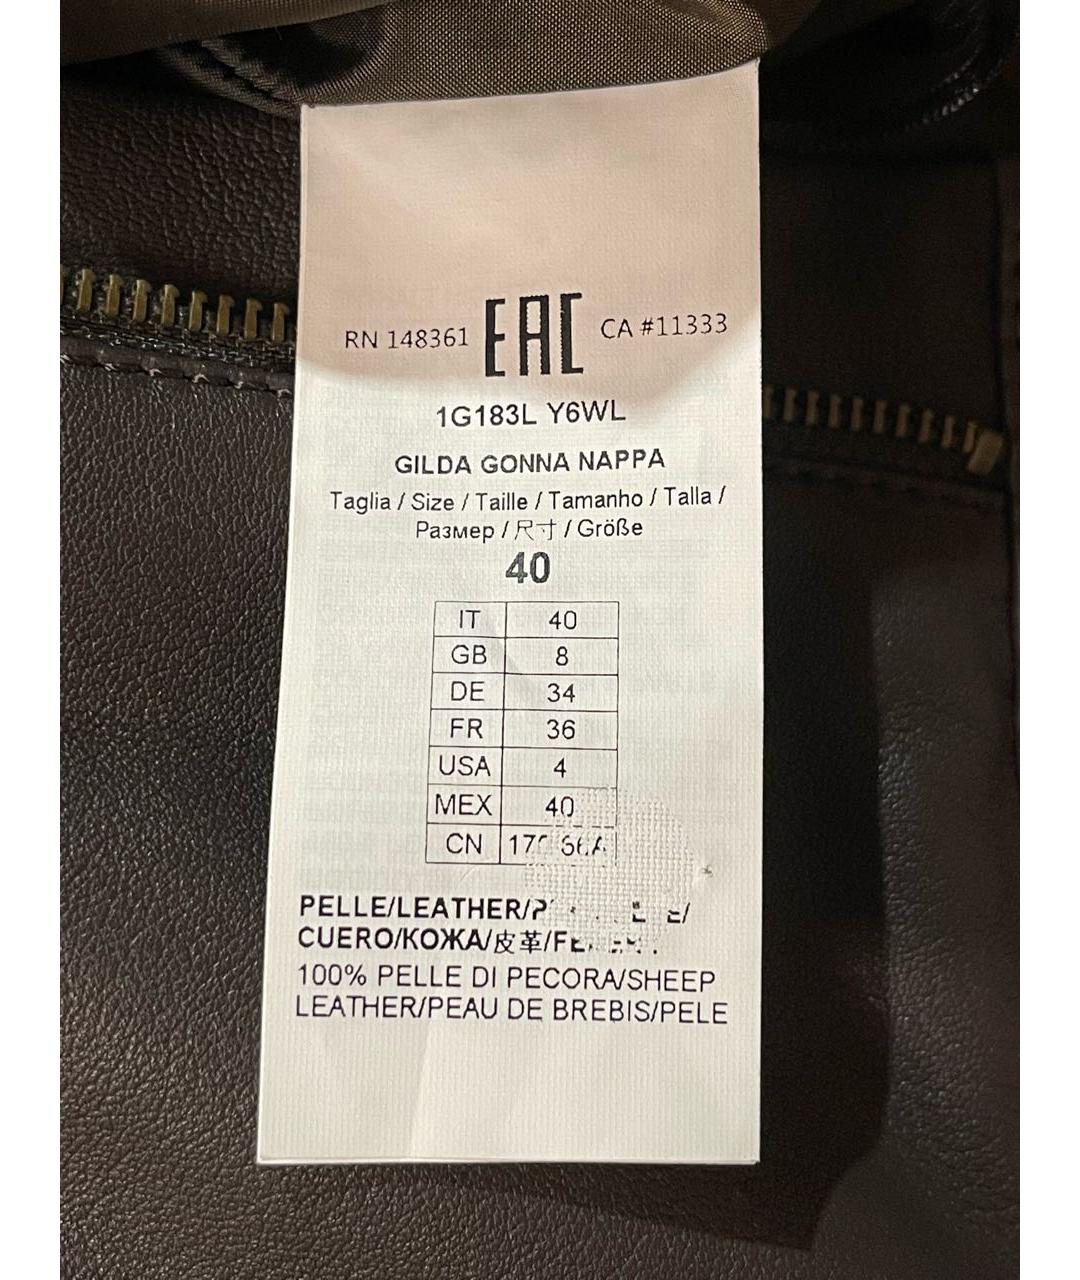 RN 148361 EAC CA #11333
1G183L Y6WL
GILDA GONNA NAPPA
Taglia / Size / Taille / Tamanho / Talla /
Размер / 尺寸 / Größe
40
IT 40
GB 8
DE 34
FR 36
USA 4
MEX 40
CN
PELLE/LEATHER/
CUERO/КОЖА/皮革/
100% PELLE DI PECORA/SHEEP
LEATHER/PEAU DE BREBIS/PELE